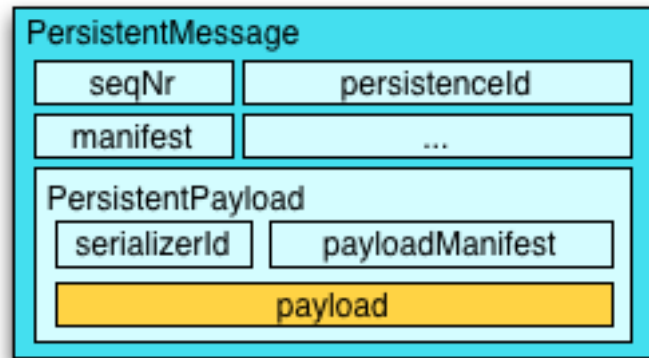 PersistentMessage
seqNr persistenceId
manifest ...
PersistentPayload
serializerId payloadManifest
payload